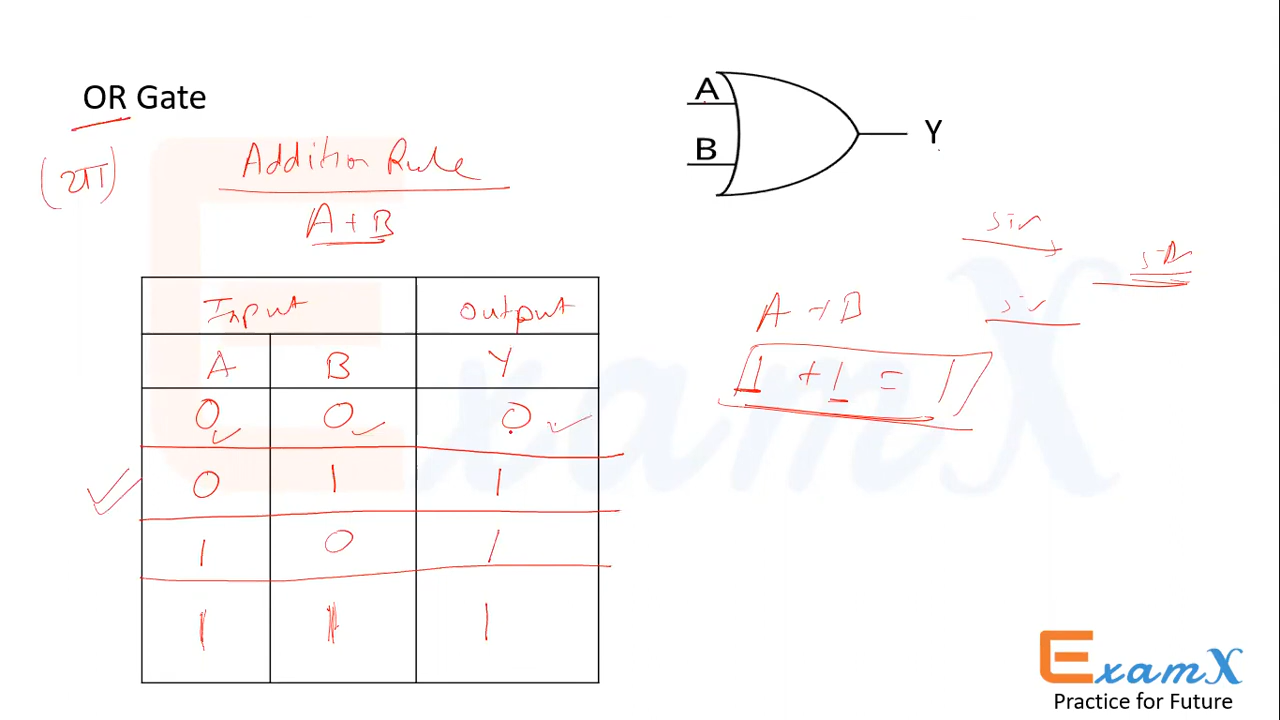 OR Gate
(या)
Addition Rule
A + B
A
B
Y
Input Output
A B Y
0 0 0
0 1 1
1 0 1
1 1 1
A + B
1 + 1 = 1
ExamX
ExamX
Practice for Future